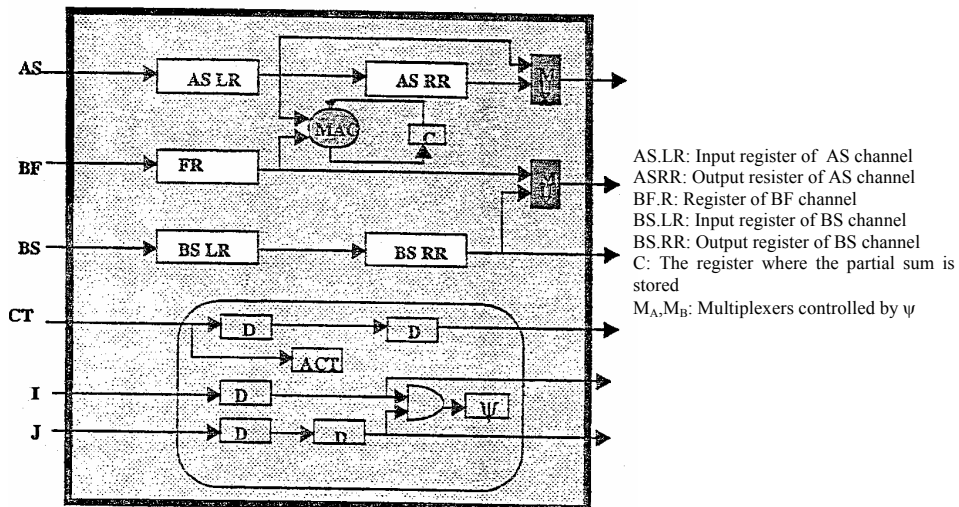 AS
AS LR
AS RR
M
U
X
MAC
C
BF
FR
M
U
BS
BS LR
BS RR
CT
D
D
ACT
I
D
ψ
J
D
D
AS.LR: Input register of AS channel
ASRR: Output resister of AS channel
BF.R: Register of BF channel
BS.LR: Input register of BS channel
BS.RR: Output register of BS channel
C: The register where the partial sum is
stored
MA,MB: Multiplexers controlled by ψ